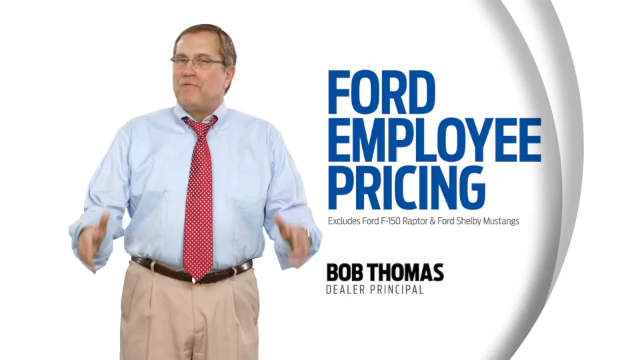 FORD
EMPLOYEE
PRICING
Excludes Ford F-150 Raptor & Ford Shelby Mustangs
BOB THOMAS
DEALER PRINCIPAL